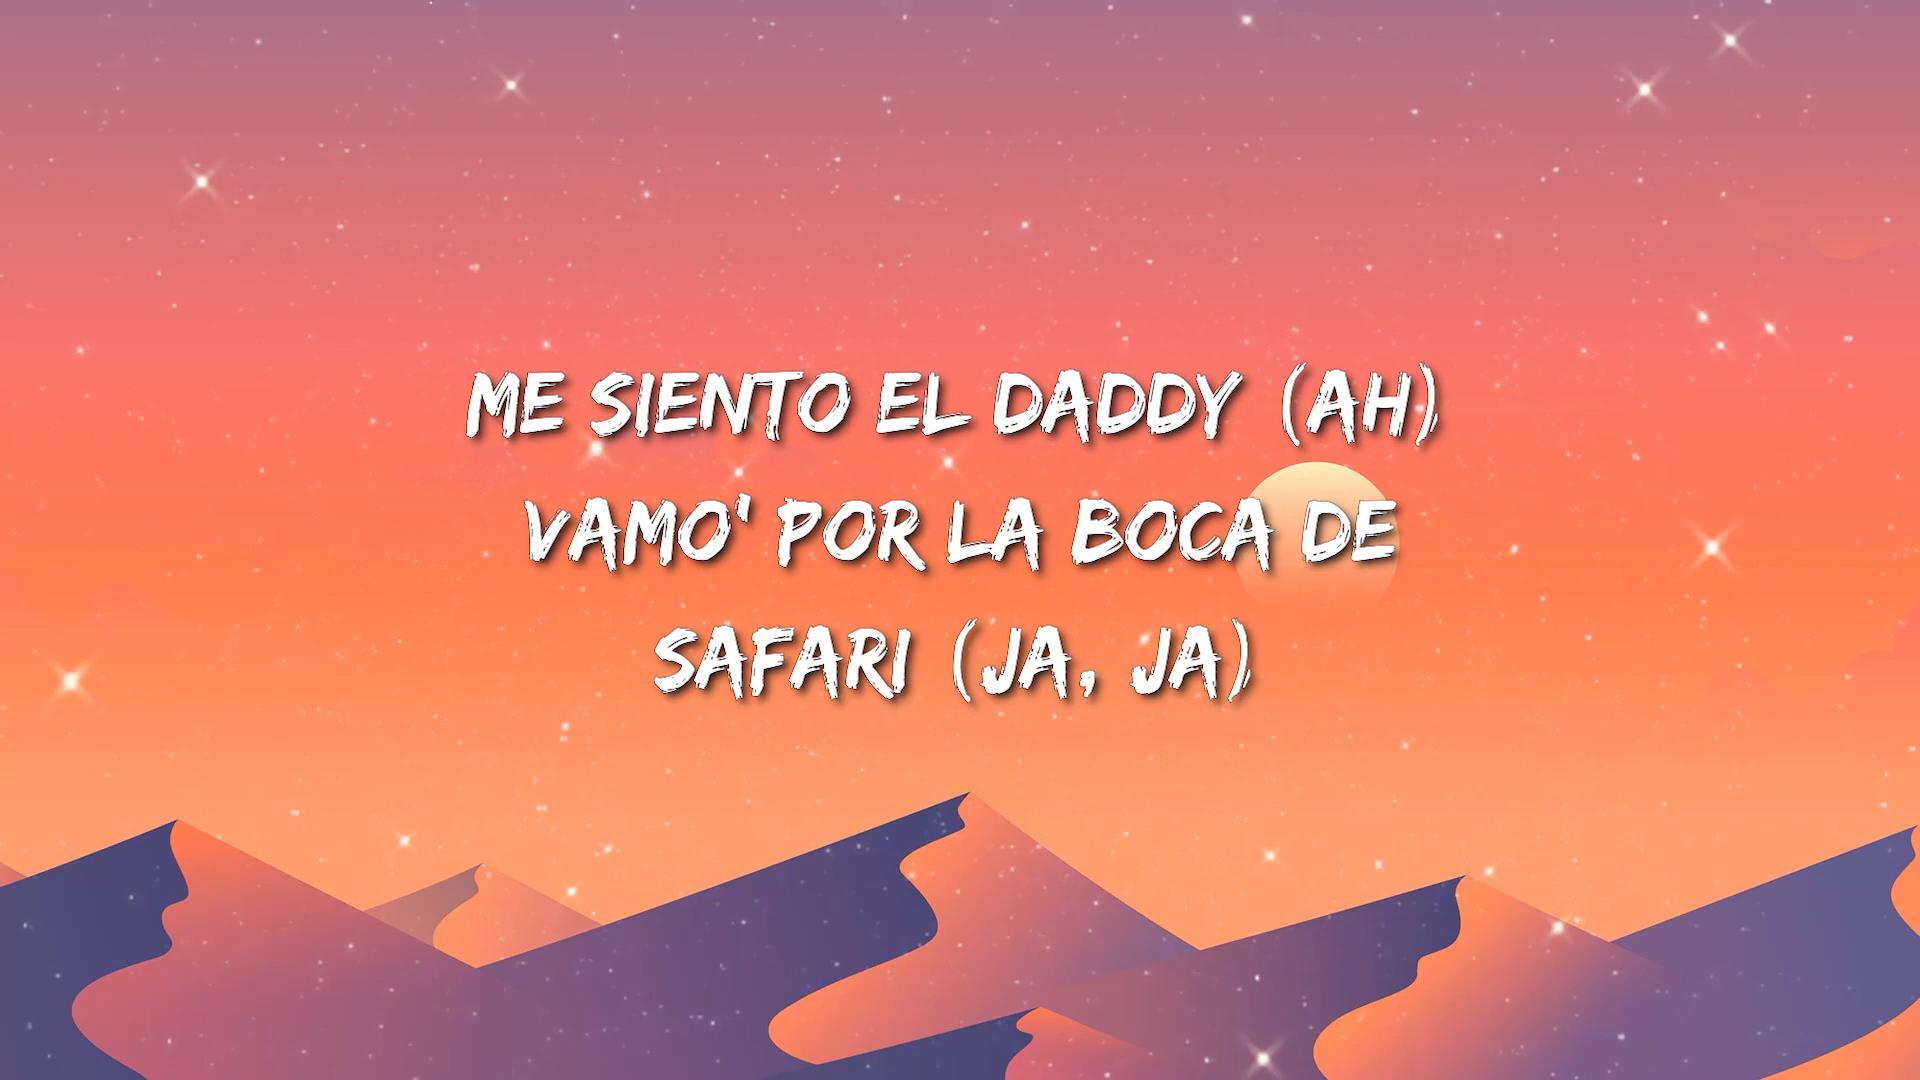 ME SIENTO EL DADDY (AH)
VAMO' POR LA BOCA DE
SAFARI (JA, JA)